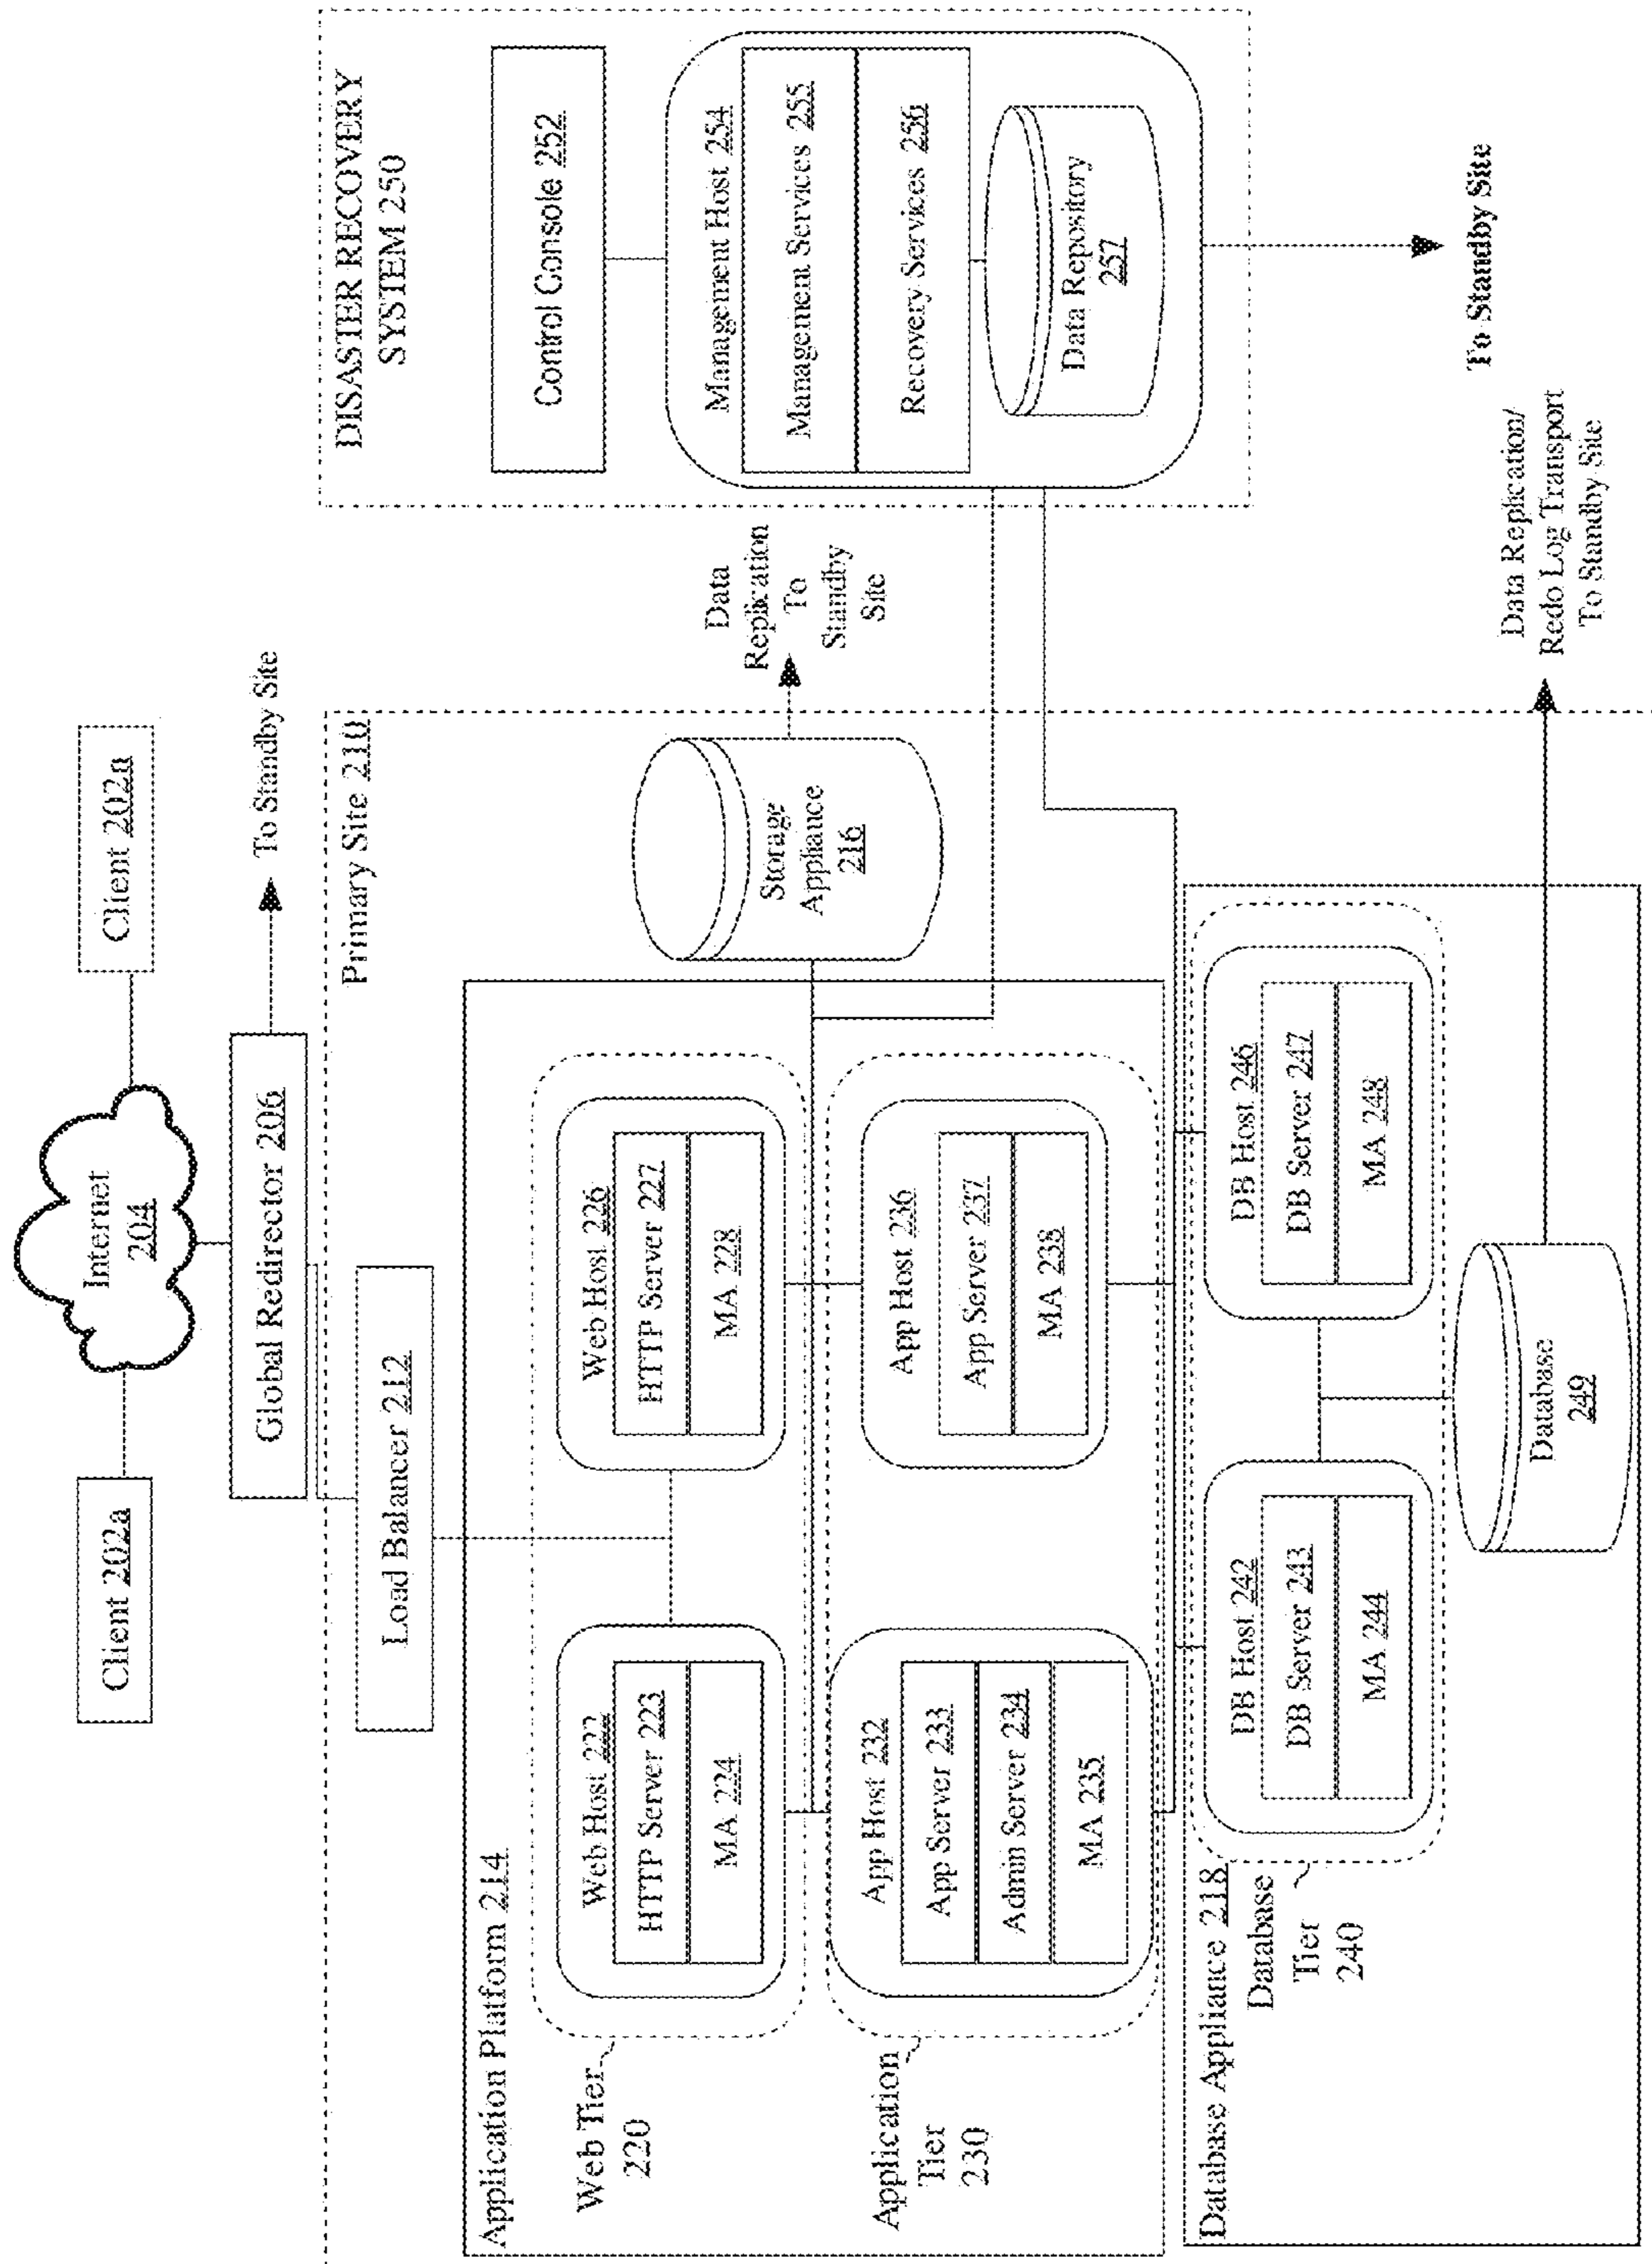 Client 202a
Internet
204
Client 202a
Global Redirector 206
To Standby Site
Primary Site 210
Load Balancer 212
Application Platform 214
Web Tier
220
Web Host 222
HTTP Server 223
MA 224
Web Host 226
HTTP Server 227
MA 228
Storage
Appliance
216
Data
Replication
To
Standby
Site
Application
Tier
230
App Host 232
App Server 233
Admin Server 234
MA 235
App Host 236
App Server 237
MA 238
Database Appliance 218
Database
Tier
240
DB Host 242
DB Server 243
MA 244
DB Host 246
DB Server 247
MA 248
Database
249
Data Replication/
Redo Log Transport
To Standby Site
DISASTER RECOVERY
SYSTEM 250
Control Console 252
Management Host 254
Management Services 255
Recovery Services 256
Data Repository
257
To Standby Site